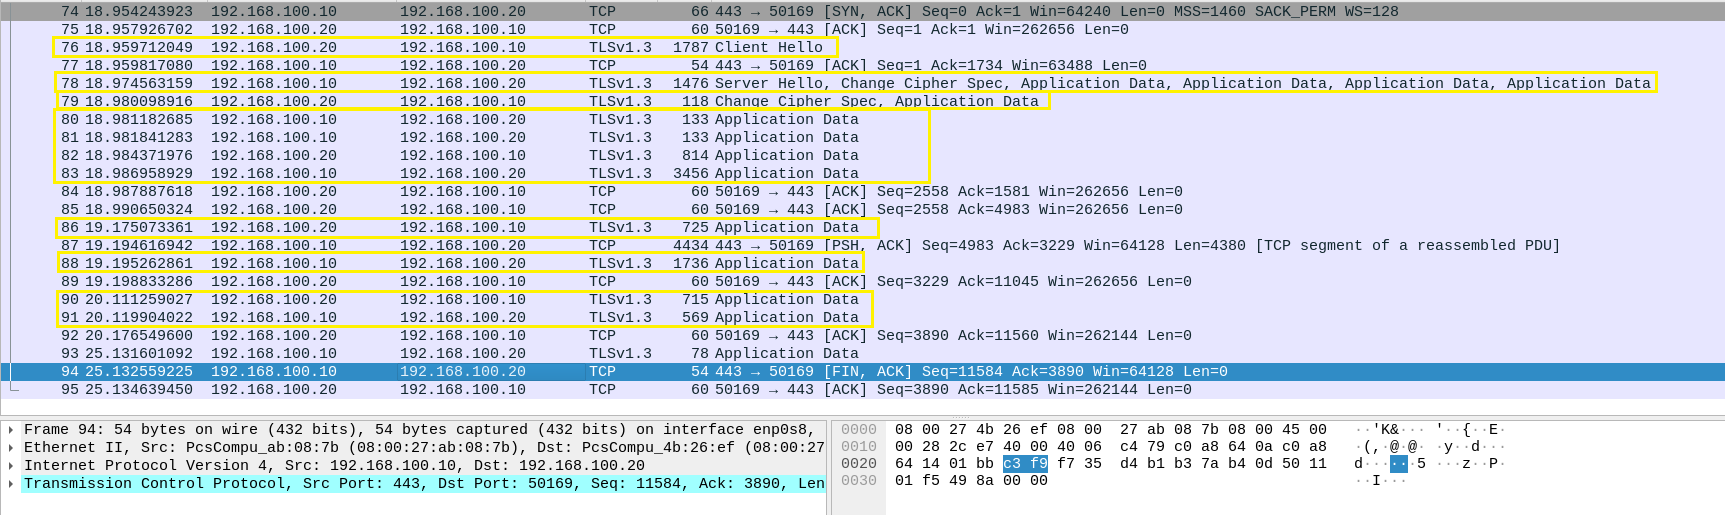 74 18.954243923 192.168.100.10 192.168.100.20 TCP 66 443 → 50169 [SYN, ACK] Seq=0 Ack=1 Win=64240 Len=0 MSS=1460 SACK_PERM WS=128
75 18.957926702 192.168.100.20 192.168.100.10 TCP 60 50169 → 443 [ACK] Seq=1 Ack=1 Win=262656 Len=0
76 18.959712049 192.168.100.20 192.168.100.10 TLSv1.3 1787 Client Hello
77 18.959817080 192.168.100.10 192.168.100.20 TCP 54 443 → 50169 [ACK] Seq=1 Ack=1734 Win=63488 Len=0
78 18.974563159 192.168.100.10 192.168.100.20 TLSv1.3 1476 Server Hello, Change Cipher Spec, Application Data, Application Data, Application Data, Application Data
79 18.980098916 192.168.100.20 192.168.100.10 TLSv1.3 118 Change Cipher Spec, Application Data
80 18.981182685 192.168.100.10 192.168.100.20 TLSv1.3 133 Application Data
81 18.981841283 192.168.100.10 192.168.100.20 TLSv1.3 133 Application Data
82 18.984371976 192.168.100.20 192.168.100.10 TLSv1.3 814 Application Data
83 18.986958929 192.168.100.10 192.168.100.20 TLSv1.3 3456 Application Data
84 18.987887618 192.168.100.20 192.168.100.10 TCP 60 50169 → 443 [ACK] Seq=2558 Ack=1581 Win=262656 Len=0
85 18.990650324 192.168.100.20 192.168.100.10 TCP 60 50169 → 443 [ACK] Seq=2558 Ack=4983 Win=262656 Len=0
86 19.175073361 192.168.100.20 192.168.100.10 TLSv1.3 725 Application Data
87 19.194616942 192.168.100.10 192.168.100.20 TCP 4434 443 → 50169 [PSH, ACK] Seq=4983 Ack=3229 Win=64128 Len=4380 [TCP segment of a reassembled PDU]
88 19.195262861 192.168.100.10 192.168.100.20 TLSv1.3 1736 Application Data
89 19.198833286 192.168.100.20 192.168.100.10 TCP 60 50169 → 443 [ACK] Seq=3229 Ack=11045 Win=262656 Len=0
90 20.111259027 192.168.100.20 192.168.100.10 TLSv1.3 715 Application Data
91 20.119904022 192.168.100.10 192.168.100.20 TLSv1.3 569 Application Data
92 20.176549600 192.168.100.20 192.168.100.10 TCP 60 50169 → 443 [ACK] Seq=3890 Ack=11560 Win=262144 Len=0
93 25.131601092 192.168.100.10 192.168.100.20 TLSv1.3 78 Application Data
94 25.132559225 192.168.100.10 192.168.100.20 TCP 54 443 → 50169 [FIN, ACK] Seq=11584 Ack=3890 Win=64128 Len=0
95 25.134639450 192.168.100.20 192.168.100.10 TCP 60 50169 → 443 [ACK] Seq=3890 Ack=11585 Win=262144 Len=0
Frame 94: 54 bytes on wire (432 bits), 54 bytes captured (432 bits) on interface enp0s8,
Ethernet II, Src: PcsCompu_ab:08:7b (08:00:27:ab:08:7b), Dst: PcsCompu_4b:26:ef (08:00:27
Internet Protocol Version 4, Src: 192.168.100.10, Dst: 192.168.100.20
Transmission Control Protocol, Src Port: 443, Dst Port: 50169, Seq: 11584, Ack: 3890, Len
0000 08 00 27 4b 26 ef 08 00 27 ab 08 7b 08 00 45 00 ··'K&··· '··{··E·
0010 00 28 2c e7 40 00 40 06 c4 79 c0 a8 64 0a c0 a8 ·(,·@·@· ·y··d···
0020 64 14 01 bb c3 f9 f7 35 d4 b1 b3 7a b4 0d 50 11 d······5 ···z··P·
0030 01 f5 49 8a 00 00 ··I···